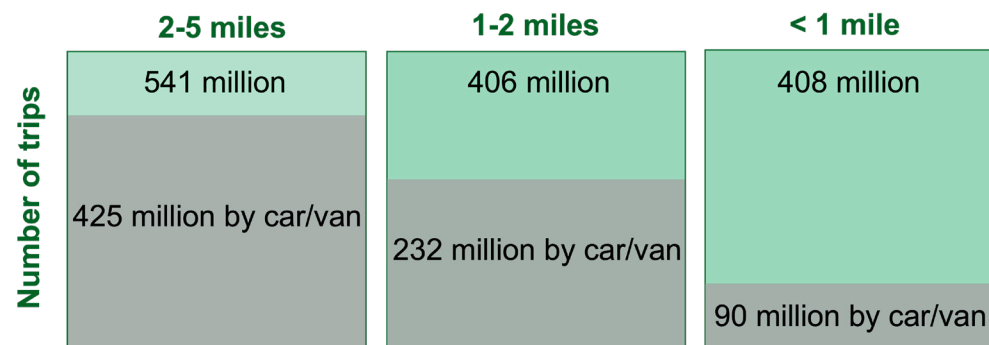 2-5 miles
1-2 miles
< 1 mile
Number of trips
541 million
406 million
408 million
425 million by car/van
232 million by car/van
90 million by car/van